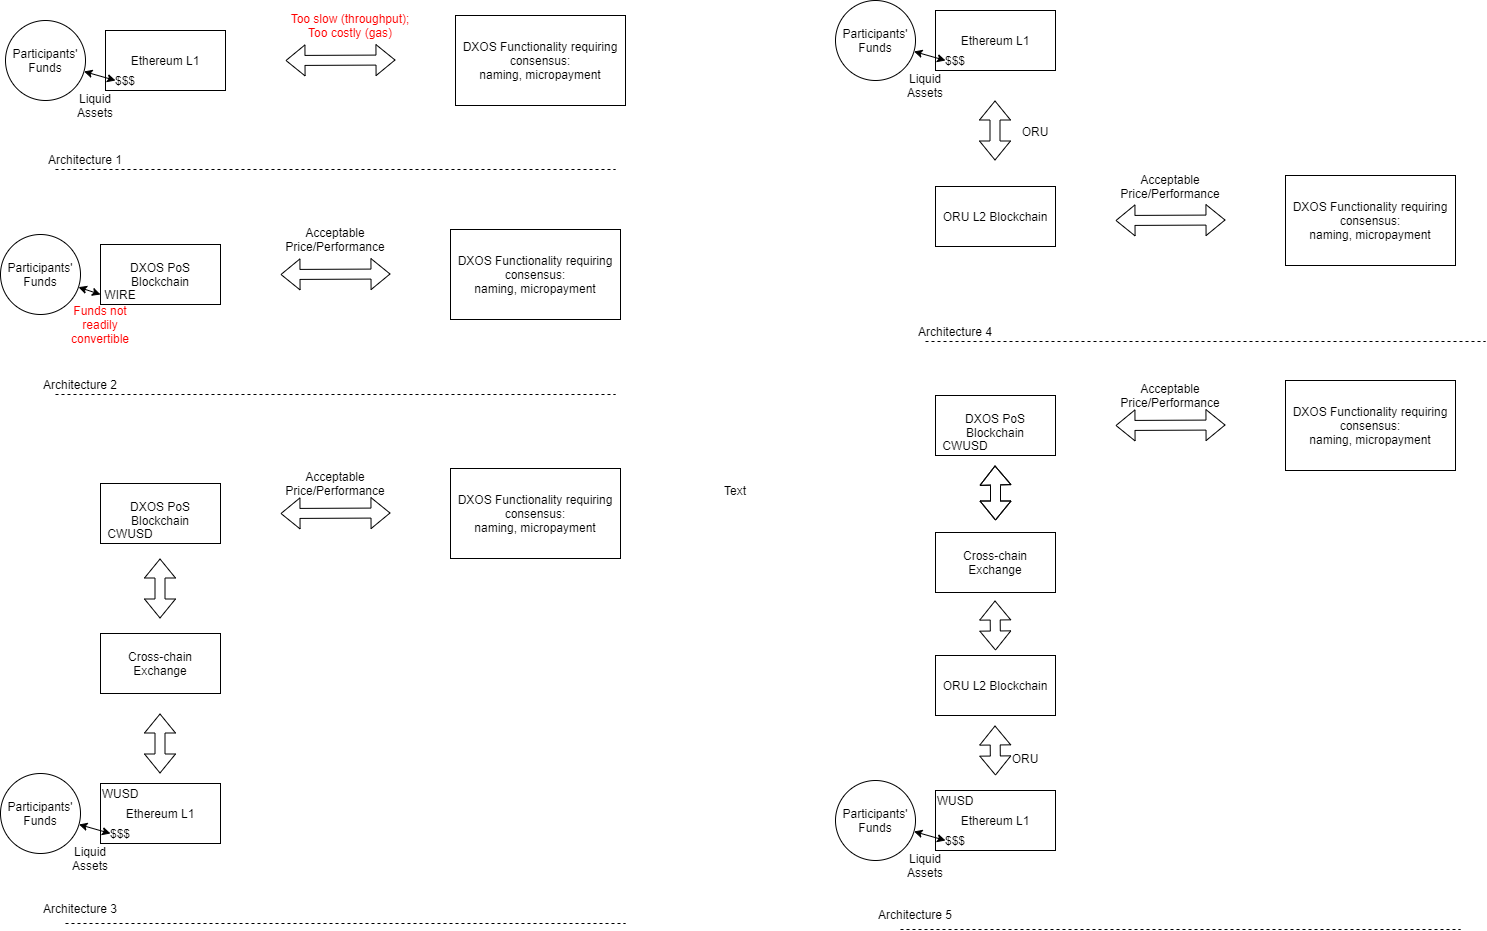 Participants'
Funds
Ethereum L1
$$$
Liquid
Assets
Too slow (throughput);
Too costly (gas)
DXOS Functionality requiring
consensus:
naming, micropayment
Architecture 1
Participants'
Funds
DXOS PoS
Blockchain
WIRE
Funds not
readily
convertible
Acceptable
Price/Performance
DXOS Functionality requiring
consensus:
naming, micropayment
Architecture 2
DXOS PoS
Blockchain
CWUSD
Acceptable
Price/Performance
DXOS Functionality requiring
consensus:
naming, micropayment
Cross-chain
Exchange
Participants'
Funds
WUSD
Ethereum L1
$$$
Liquid
Assets
Architecture 3
Text
Participants'
Funds
Ethereum L1
$$$
Liquid
Assets
ORU
ORU L2 Blockchain
Acceptable
Price/Performance
DXOS Functionality requiring
consensus:
naming, micropayment
Architecture 4
DXOS PoS
Blockchain
CWUSD
Acceptable
Price/Performance
DXOS Functionality requiring
consensus:
naming, micropayment
Cross-chain
Exchange
ORU L2 Blockchain
ORU
Participants'
Funds
WUSD
Ethereum L1
$$$
Liquid
Assets
Architecture 5